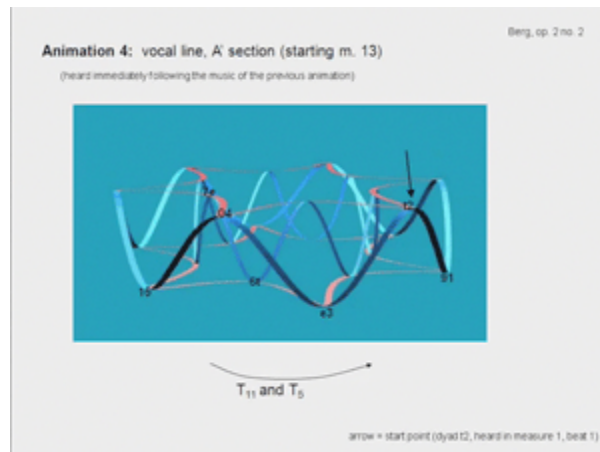 Berg, op. 2 no. 2
Animation 4: vocal line, A' section (starting m. 13)
(heard immediately following the music of the previous animation)
t2
04
15
6t
91
e3
T₁₁ and T₅
arrow = start point (dyad t2, heard in measure 1, beat 1)